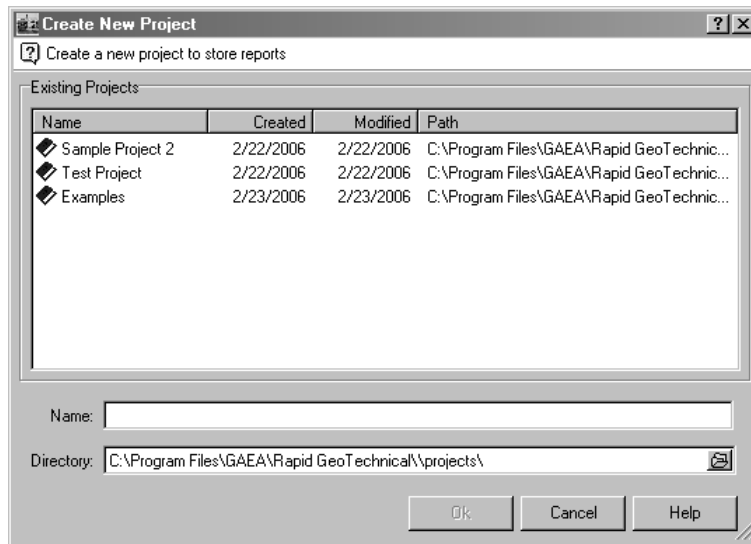 Create New Project
Create a new project to store reports
Existing Projects
Name Created Modified Path
Sample Project 2 2/22/2006 2/22/2006 C:\Program Files\GAEA\Rapid GeoTechnic...
Test Project 2/22/2006 2/22/2006 C:\Program Files\GAEA\Rapid GeoTechnic...
Examples 2/23/2006 2/23/2006 C:\Program Files\GAEA\Rapid GeoTechnic...
Name:
Directory: C:\Program Files\GAEA\Rapid GeoTechnical\\projects\
Ok Cancel Help